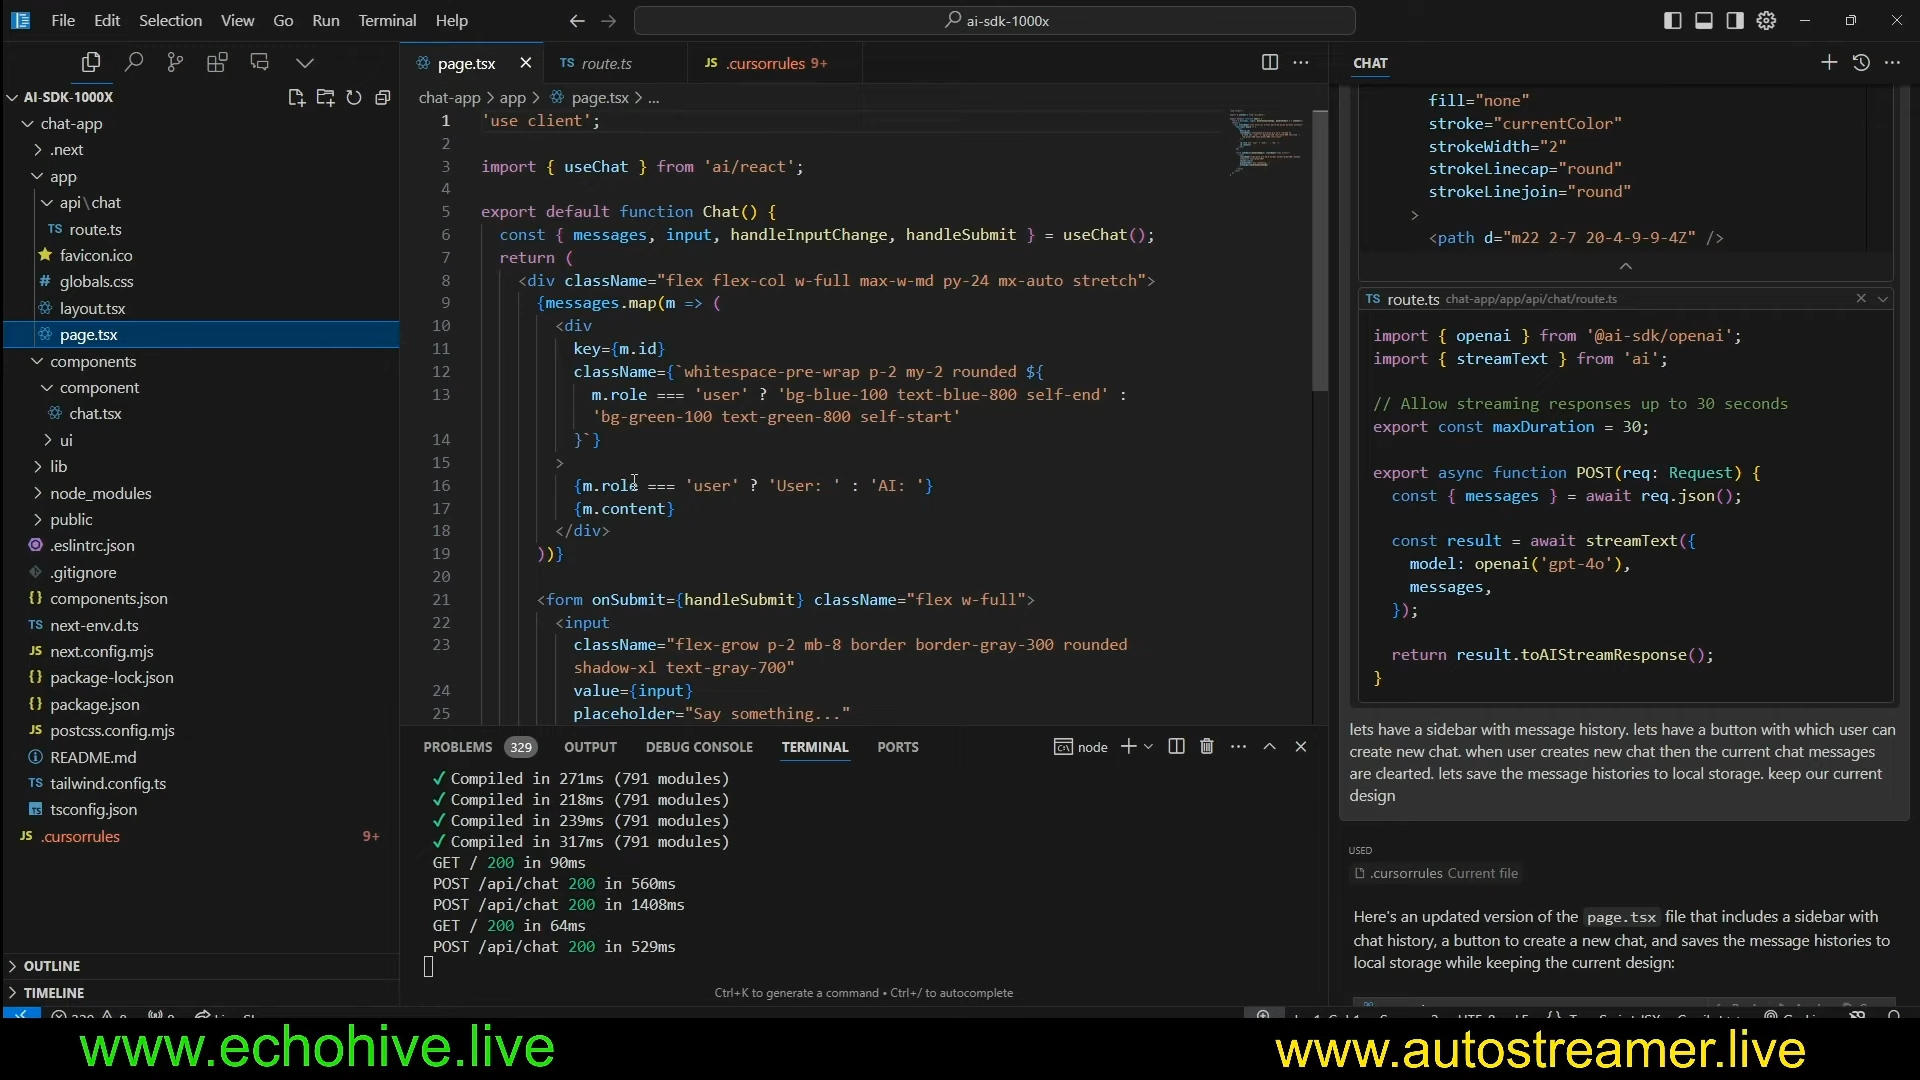 File Edit Selection View Go Run Terminal Help
ai-sdk-1000x
AI-SDK-1000X
chat-app
.next
app
api\chat
TS route.ts
favicon.ico
# globals.css
layout.tsx
page.tsx
components
component
chat.tsx
ui
lib
node_modules
public
.eslintrc.json
.gitignore
{} components.json
TS next-env.d.ts
JS next.config.mjs
{} package-lock.json
{} package.json
JS postcss.config.mjs
README.md
TS tailwind.config.ts
TS tsconfig.json
JS .cursorrules 9+
OUTLINE
TIMELINE
page.tsx
TS route.ts
JS .cursorrules 9+
chat-app > app > page.tsx > ...
1 'use client';
2
3 import { useChat } from 'ai/react';
4
5 export default function Chat() {
6 const { messages, input, handleInputChange, handleSubmit } = useChat();
7 return (
8 <div className="flex flex-col w-full max-w-md py-24 mx-auto stretch">
9 {messages.map(m => (
10 <div
11 key={m.id}
12 className={`whitespace-pre-wrap p-2 my-2 rounded ${
13 m.role === 'user' ? 'bg-blue-100 text-blue-800 self-end' :
'bg-green-100 text-green-800 self-start'
14 }`}
15 >
16 {m.role === 'user' ? 'User: ' : 'AI: '}
17 {m.content}
18 </div>
19 ))}
20
21 <form onSubmit={handleSubmit} className="flex w-full">
22 <input
23 className="flex-grow p-2 mb-8 border border-gray-300 rounded
shadow-xl text-gray-700"
24 value={input}
25 placeholder="Say something..."
PROBLEMS 329 OUTPUT DEBUG CONSOLE TERMINAL PORTS
node
✓ Compiled in 271ms (791 modules)
✓ Compiled in 218ms (791 modules)
✓ Compiled in 239ms (791 modules)
✓ Compiled in 317ms (791 modules)
GET / 200 in 90ms
POST /api/chat 200 in 560ms
POST /api/chat 200 in 1408ms
GET / 200 in 64ms
POST /api/chat 200 in 529ms
Ctrl+K to generate a command • Ctrl+/ to autocomplete
CHAT
fill="none"
stroke="currentColor"
strokeWidth="2"
strokeLinecap="round"
strokeLinejoin="round"
>
<path d="m22 2-7 20-4-9-9-4Z" />
TS route.ts chat-app/app/api/chat/route.ts
import { openai } from '@ai-sdk/openai';
import { streamText } from 'ai';
// Allow streaming responses up to 30 seconds
export const maxDuration = 30;
export async function POST(req: Request) {
const { messages } = await req.json();
const result = await streamText({
model: openai('gpt-4o'),
messages,
});
return result.toAIStreamResponse();
}
lets have a sidebar with message history. lets have a button with which user can
create new chat. when user creates new chat then the current chat messages
are clearted. lets save the message histories to local storage. keep our current
design
USED
.cursorrules Current file
Here's an updated version of the page.tsx file that includes a sidebar with
chat history, a button to create a new chat, and saves the message histories to
local storage while keeping the current design:
www.echohive.live
www.autostreamer.live